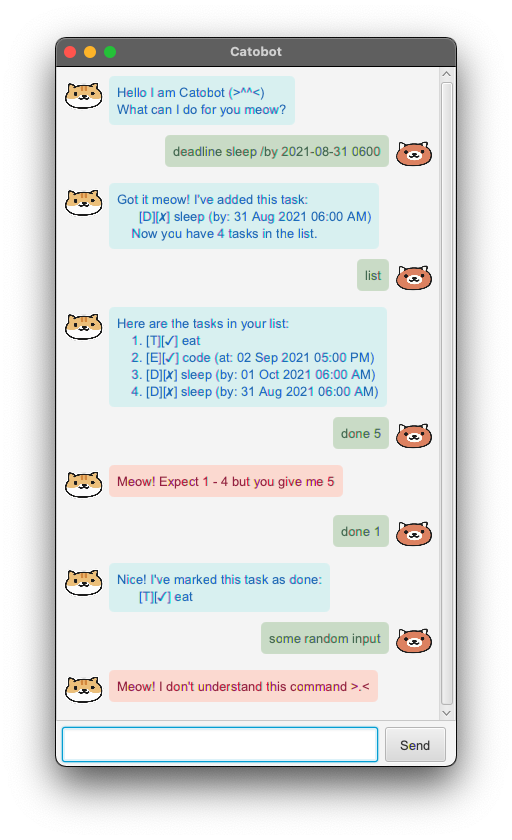 Catobot
Hello I am Catobot (>^^<)
What can I do for you meow?
deadline sleep /by 2021-08-31 0600
Got it meow! I've added this task:
[D][✗] sleep (by: 31 Aug 2021 06:00 AM)
Now you have 4 tasks in the list.
list
Here are the tasks in your list:
1. [T][✓] eat
2. [E][✓] code (at: 02 Sep 2021 05:00 PM)
3. [D][✗] sleep (by: 01 Oct 2021 06:00 AM)
4. [D][✗] sleep (by: 31 Aug 2021 06:00 AM)
done 5
Meow! Expect 1 - 4 but you give me 5
done 1
Nice! I've marked this task as done:
[T][✓] eat
some random input
Meow! I don't understand this command >.<
Send